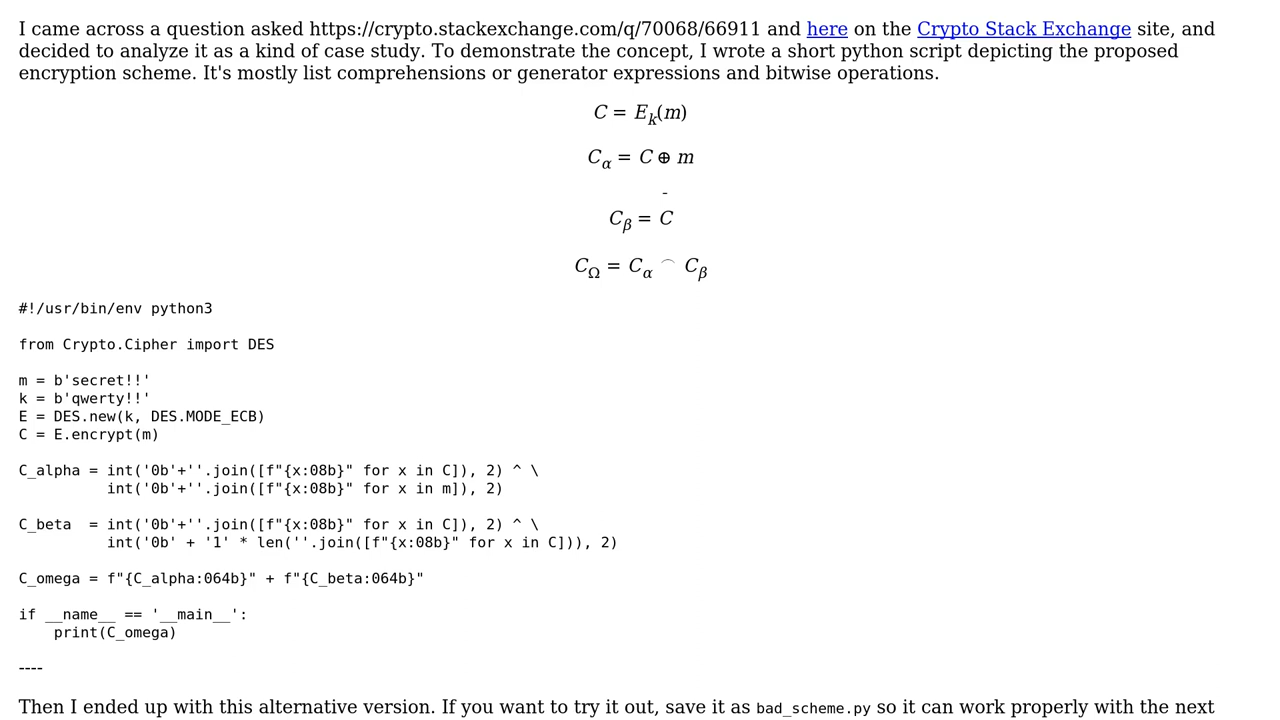 I came across a question asked https://crypto.stackexchange.com/q/70068/66911 and here on the Crypto Stack Exchange site, and
decided to analyze it as a kind of case study. To demonstrate the concept, I wrote a short python script depicting the proposed
encryption scheme. It's mostly list comprehensions or generator expressions and bitwise operations.
C = Eₖ(m)
C_α = C ⊕ m
-
C_β = C
C_Ω = C_α ⌒ C_β
#!/usr/bin/env python3
from Crypto.Cipher import DES
m = b'secret!!'
k = b'qwerty!!'
E = DES.new(k, DES.MODE_ECB)
C = E.encrypt(m)
C_alpha = int('0b'+''.join([f"{x:08b}" for x in C]), 2) ^ \
          int('0b'+''.join([f"{x:08b}" for x in m]), 2)
C_beta  = int('0b'+''.join([f"{x:08b}" for x in C]), 2) ^ \
          int('0b' + '1' * len(''.join([f"{x:08b}" for x in C])), 2)
C_omega = f"{C_alpha:064b}" + f"{C_beta:064b}"
if __name__ == '__main__':
    print(C_omega)
----
Then I ended up with this alternative version. If you want to try it out, save it as bad_scheme.py so it can work properly with the next